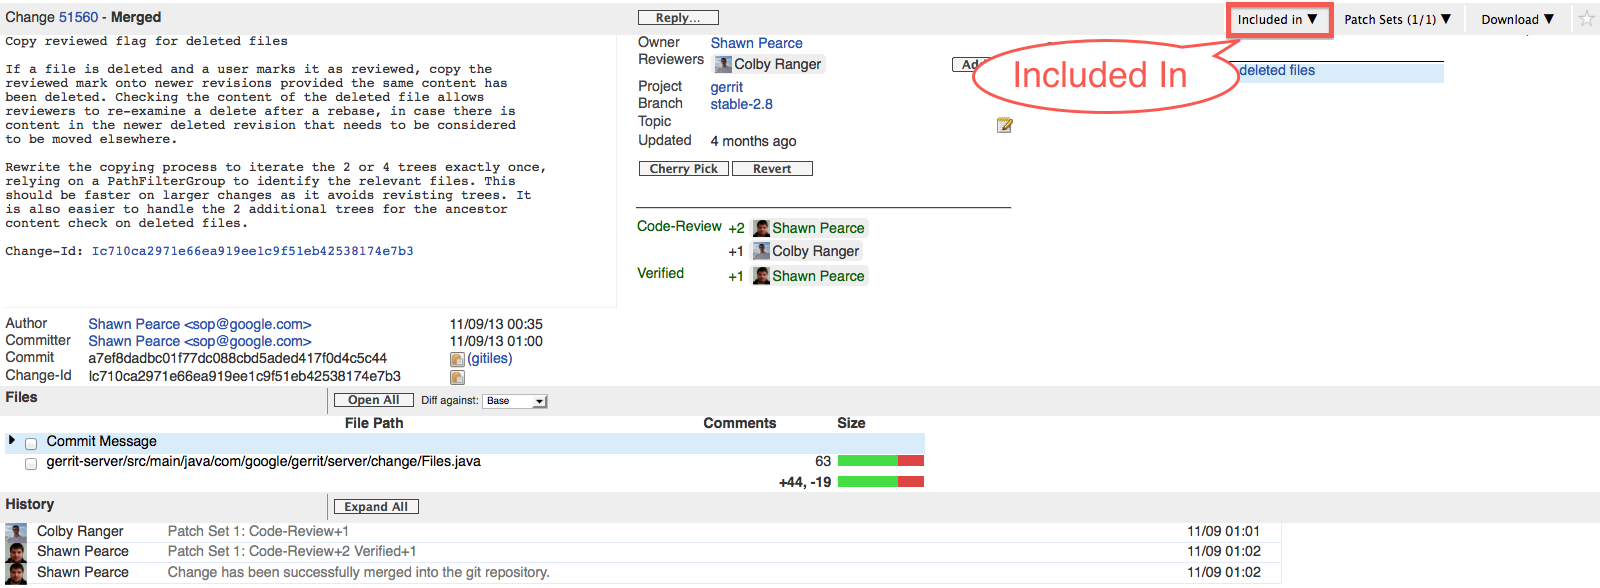 Change 51560 - Merged
Reply...
Included in ▼
Patch Sets (1/1) ▼
Download ▼
Copy reviewed flag for deleted files
If a file is deleted and a user marks it as reviewed, copy the
reviewed mark onto newer revisions provided the same content has
been deleted. Checking the content of the deleted file allows
reviewers to re-examine a delete after a rebase, in case there is
content in the newer deleted revision that needs to be considered
to be moved elsewhere.
Rewrite the copying process to iterate the 2 or 4 trees exactly once,
relying on a PathFilterGroup to identify the relevant files. This
should be faster on larger changes as it avoids revisting trees. It
is also easier to handle the 2 additional trees for the ancestor
content check on deleted files.
Change-Id: Ic710ca2971e66ea919ee1c9f51eb42538174e7b3
Owner Shawn Pearce
Reviewers Colby Ranger
Project gerrit
Branch stable-2.8
Topic
Updated 4 months ago
Cherry Pick Revert
Included In
deleted files
Code-Review +2 Shawn Pearce
+1 Colby Ranger
Verified +1 Shawn Pearce
Author Shawn Pearce <sop@google.com> 11/09/13 00:35
Committer Shawn Pearce <sop@google.com> 11/09/13 01:00
Commit a7ef8dadbc01f77dc088cbd5aded417f0d4c5c44 (gitiles)
Change-Id Ic710ca2971e66ea919ee1c9f51eb42538174e7b3
Files Open All Diff against: Base
File Path Comments Size
Commit Message
gerrit-server/src/main/java/com/google/gerrit/server/change/Files.java 63
+44, -19
History Expand All
Colby Ranger Patch Set 1: Code-Review+1 11/09 01:01
Shawn Pearce Patch Set 1: Code-Review+2 Verified+1 11/09 01:02
Shawn Pearce Change has been successfully merged into the git repository. 11/09 01:02